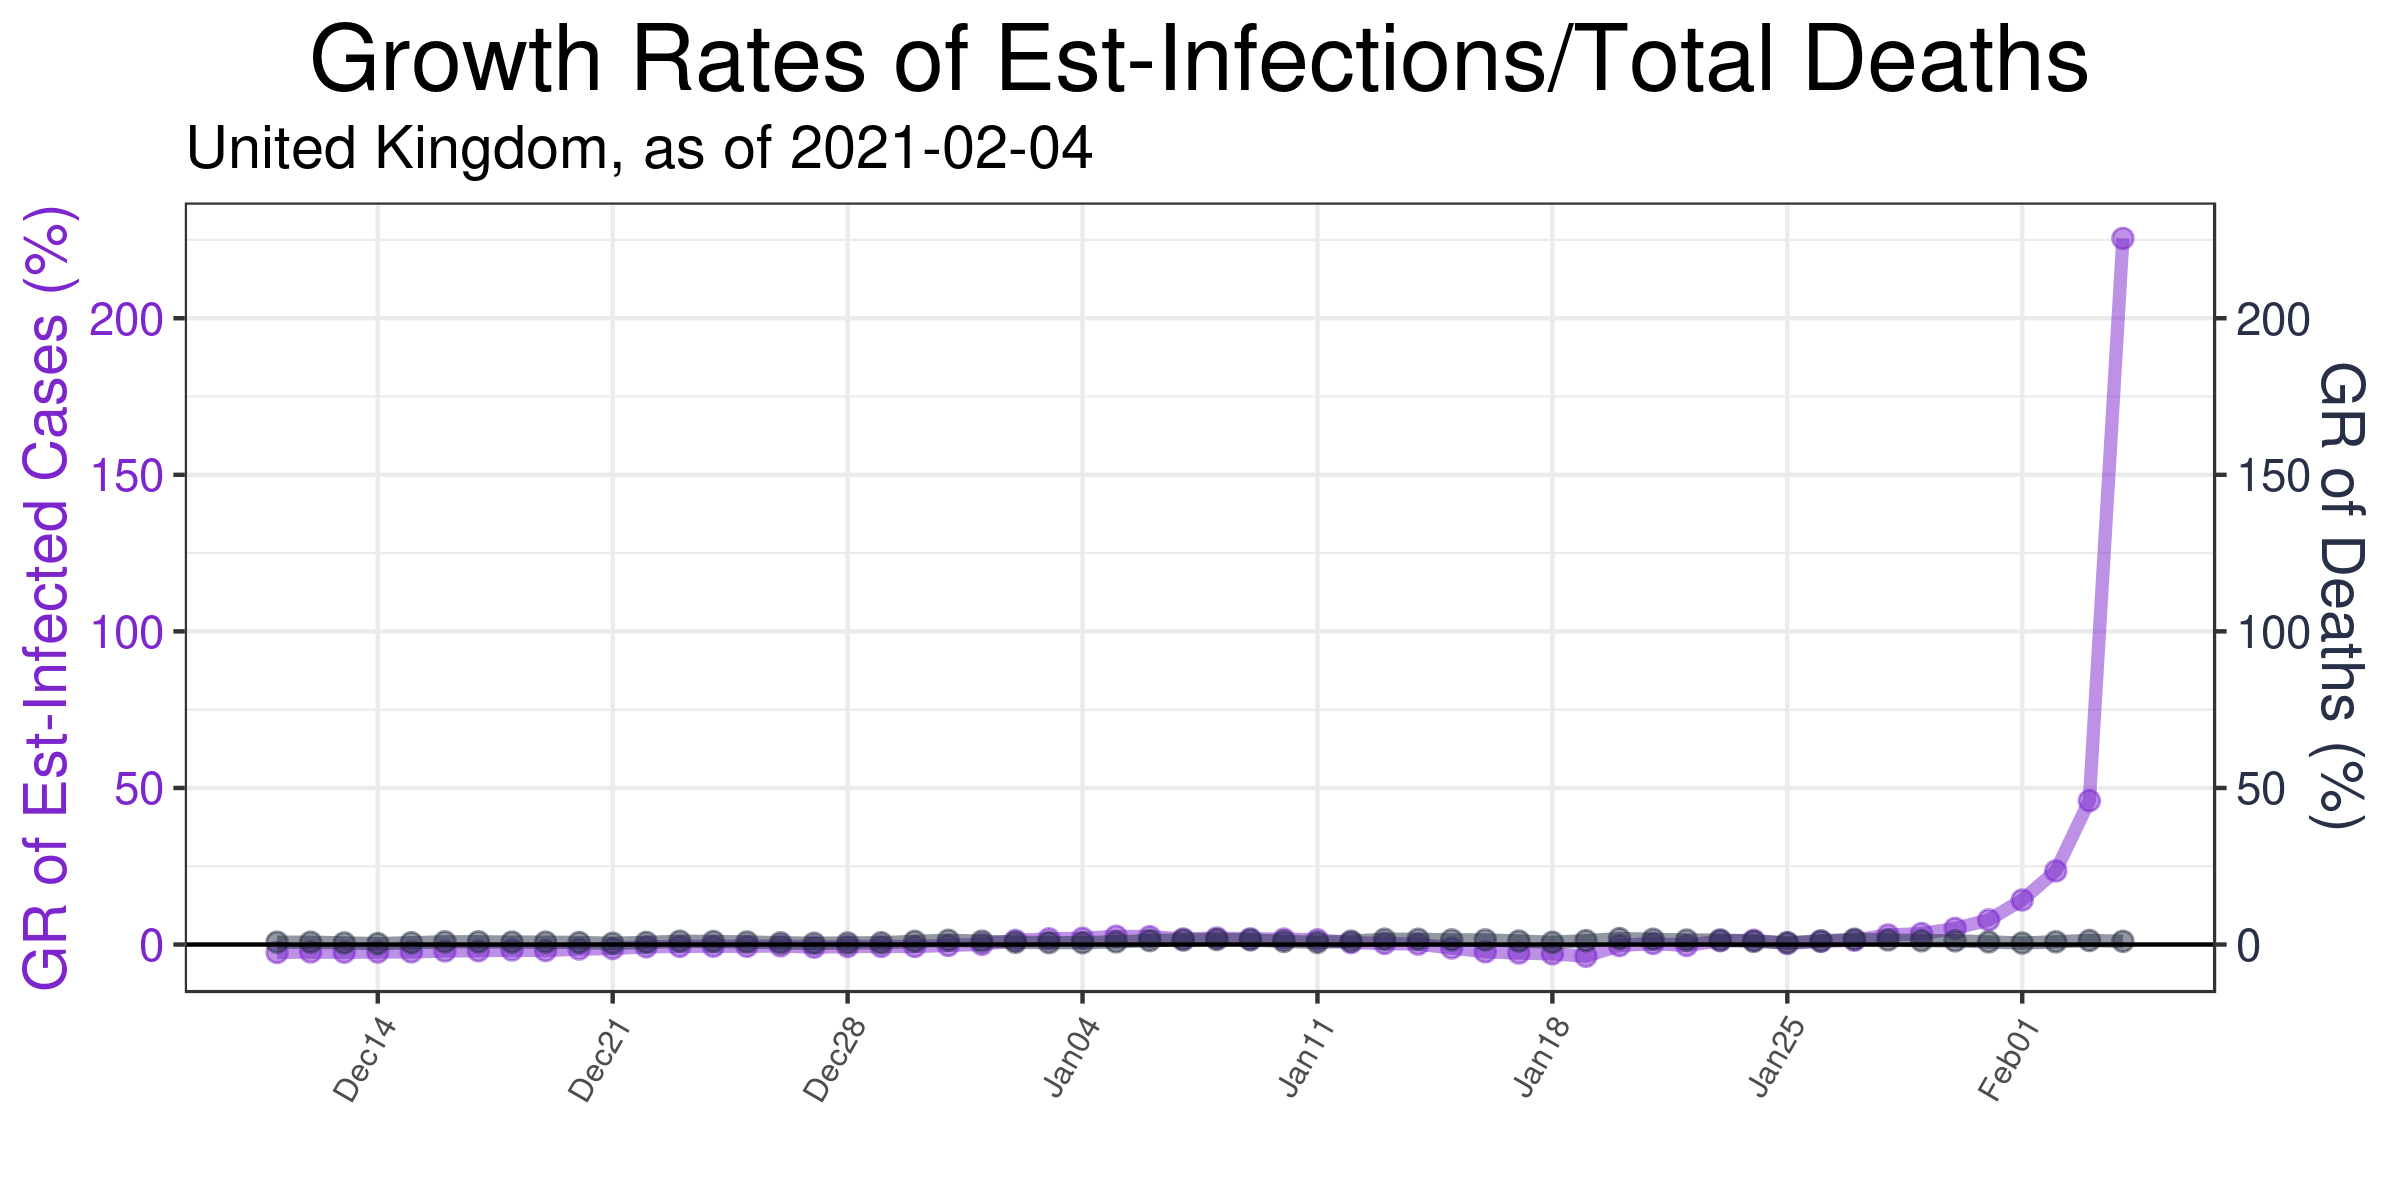 Growth Rates of Est-Infections/Total Deaths
United Kingdom, as of 2021-02-04
GR of Est-Infected Cases (%)
200
150
100
50
0
200
150
100
50
0
GR of Deaths (%)
Dec14
Dec21
Dec28
Jan04
Jan11
Jan18
Jan25
Feb01